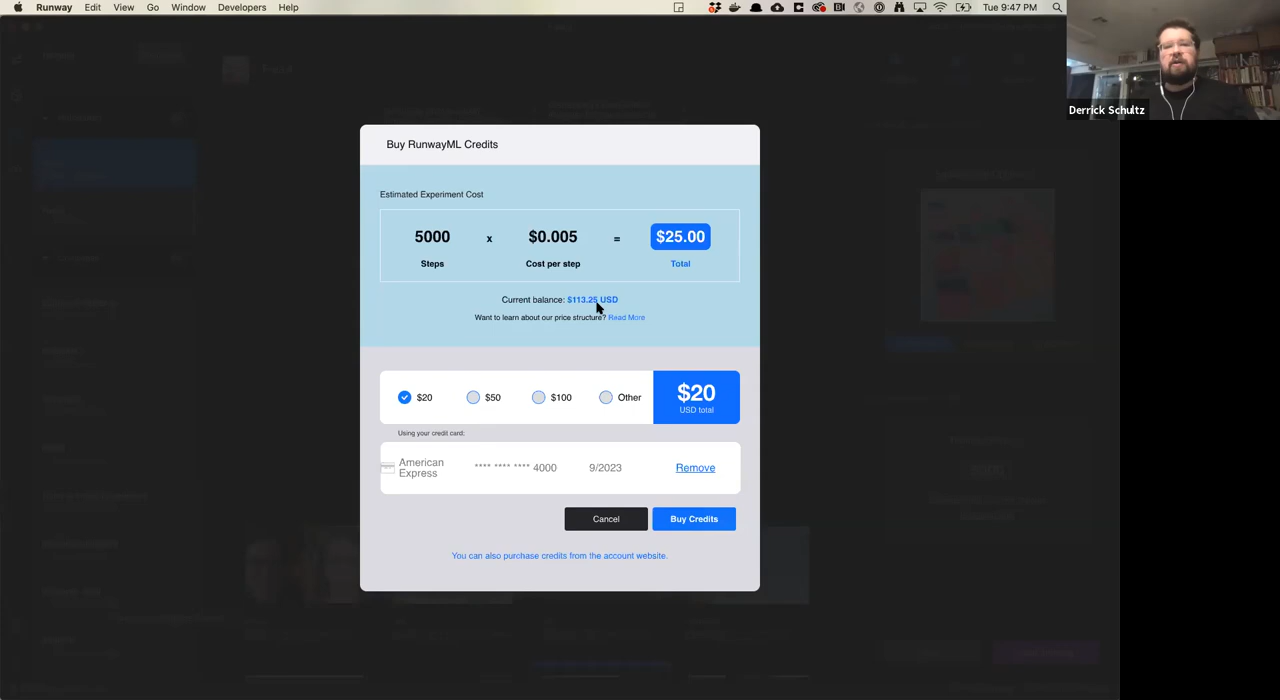 Runway Edit View Go Window Developers Help
Tue 9:47 PM
Derrick Schultz
Buy RunwayML Credits
Estimated Experiment Cost
5000 x $0.005 = $25.00
Steps Cost per step Total
Current balance: $113.25 USD
Want to learn about our price structure? Read More
$20 $50 $100 Other $20
USD total
Using your credit card:
American
Express
•••• •••• •••• 4000 9/2023 Remove
Cancel Buy Credits
You can also purchase credits from the account website.